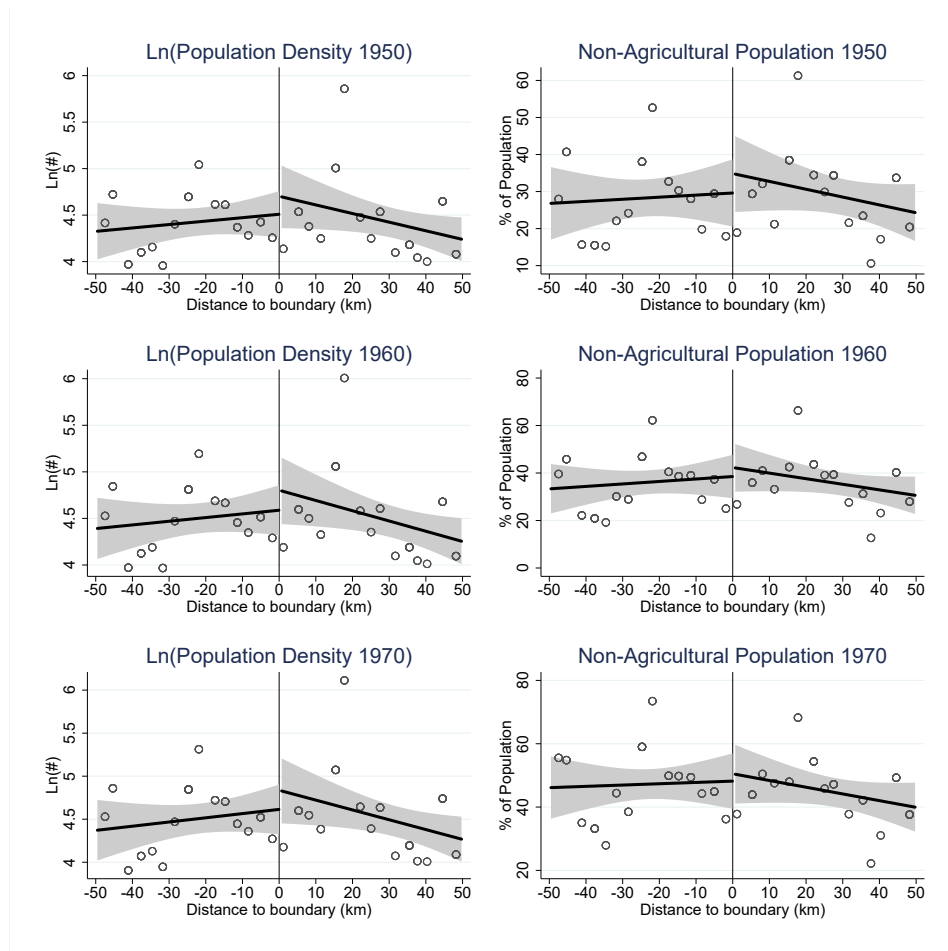 Ln(Population Density 1950)
Ln(#)
6
5.5
5
4.5
4
-50 -40 -30 -20 -10 0 10 20 30 40 50
Distance to boundary (km)
Non-Agricultural Population 1950
% of Population
60
50
40
30
20
10
-50 -40 -30 -20 -10 0 10 20 30 40 50
Distance to boundary (km)
Ln(Population Density 1960)
Ln(#)
6
5.5
5
4.5
4
-50 -40 -30 -20 -10 0 10 20 30 40 50
Distance to boundary (km)
Non-Agricultural Population 1960
% of Population
80
60
40
20
0
-50 -40 -30 -20 -10 0 10 20 30 40 50
Distance to boundary (km)
Ln(Population Density 1970)
Ln(#)
6
5.5
5
4.5
4
-50 -40 -30 -20 -10 0 10 20 30 40 50
Distance to boundary (km)
Non-Agricultural Population 1970
% of Population
80
60
40
20
-50 -40 -30 -20 -10 0 10 20 30 40 50
Distance to boundary (km)